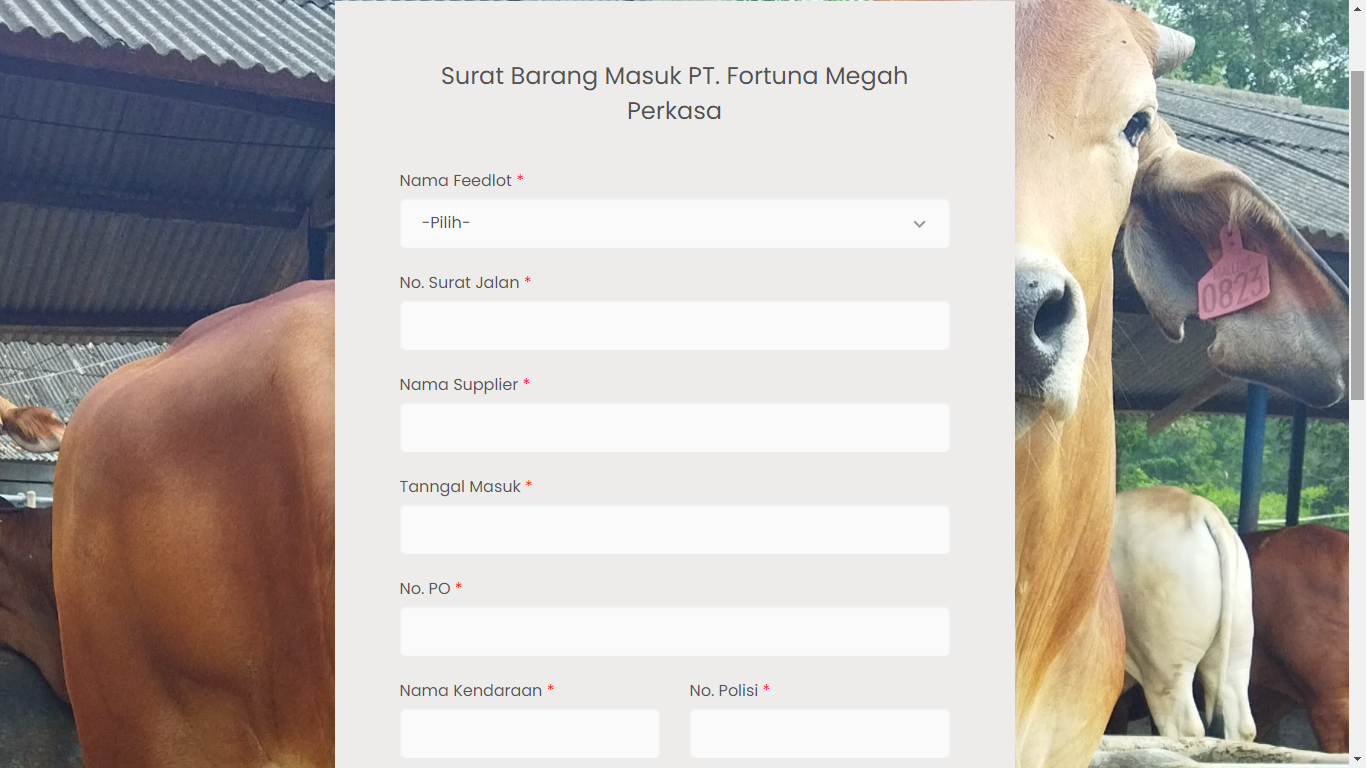 Surat Barang Masuk PT. Fortuna Megah
Perkasa
Nama Feedlot *
-Pilih-
No. Surat Jalan *
Nama Supplier *
Tanngal Masuk *
No. PO *
Nama Kendaraan *
No. Polisi *
0823